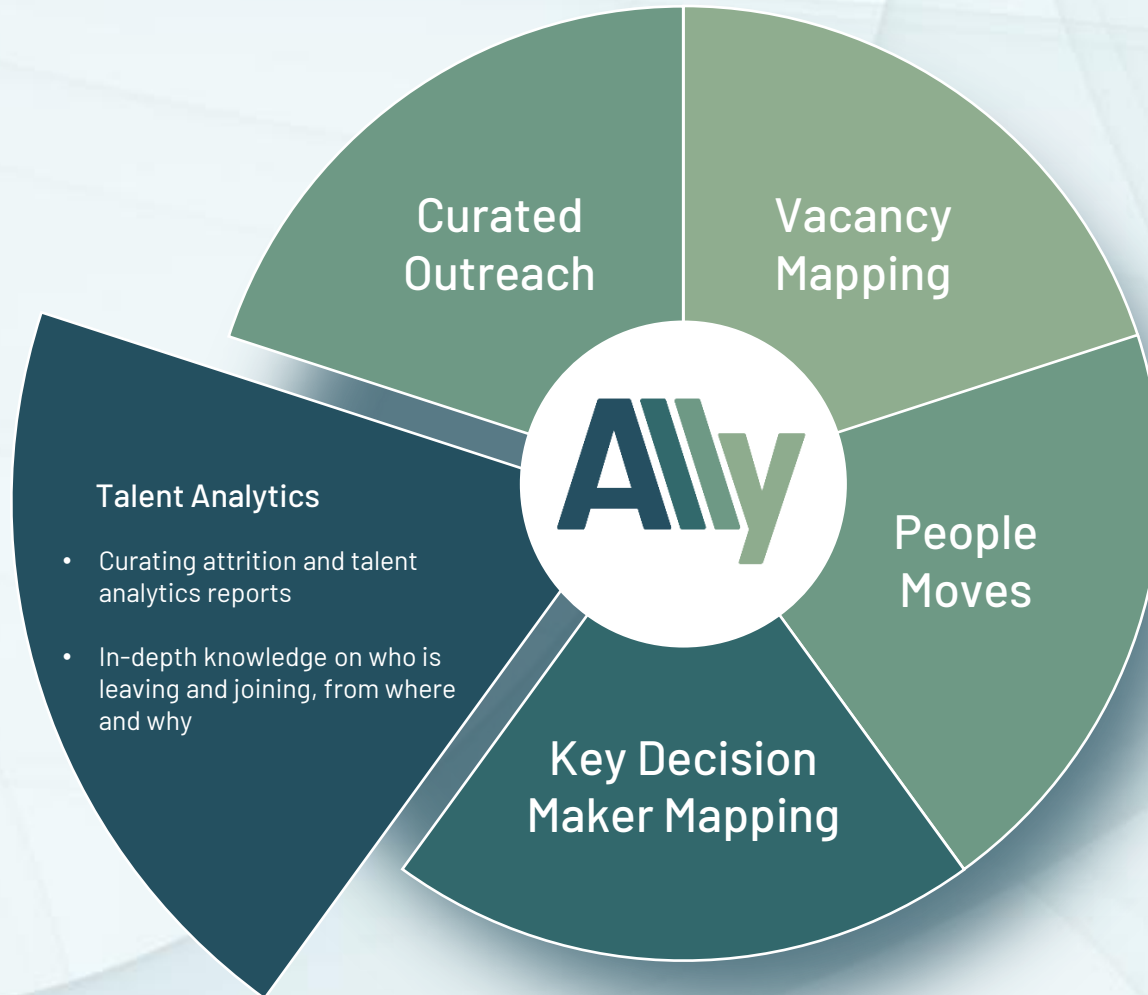 Curated
Outreach
Vacancy
Mapping
Ally
Talent Analytics
• Curating attrition and talent
analytics reports
• In-depth knowledge on who is
leaving and joining, from where
and why
People
Moves
Key Decision
Maker Mapping